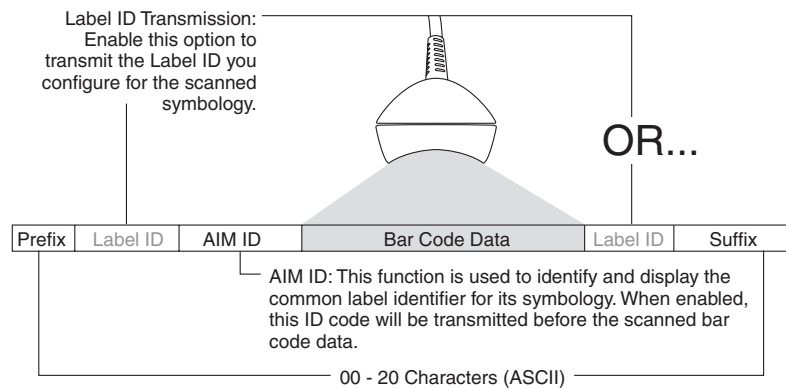 Label ID Transmission:
Enable this option to
transmit the Label ID you
configure for the scanned
symbology.
OR...
Prefix Label ID AIM ID Bar Code Data Label ID Suffix
AIM ID: This function is used to identify and display the
common label identifier for its symbology. When enabled,
this ID code will be transmitted before the scanned bar
code data.
00 - 20 Characters (ASCII)